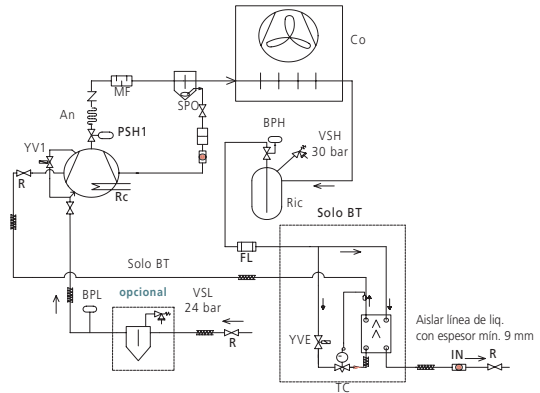 Co
MF
SPO
An
PSH1
YV1
R
Rc
BPH
VSH
30 bar
Ric
Solo BT
FL
Solo BT
BPL
opcional
VSL
24 bar
R
YVE
TC
Aislar línea de liq.
con espesor mín. 9 mm
IN
R